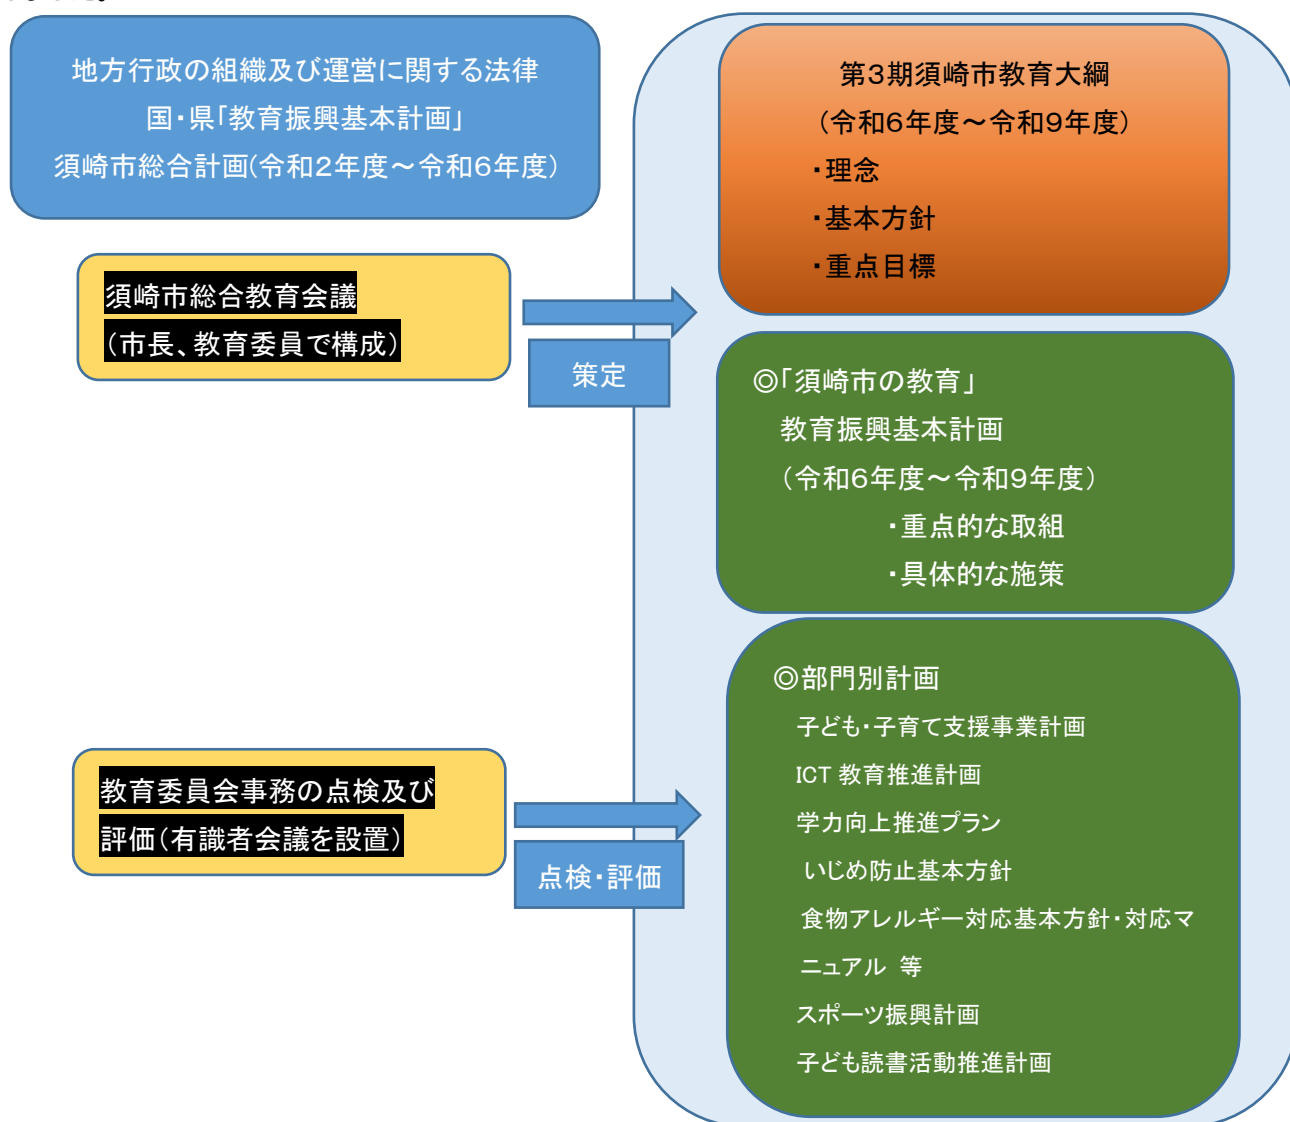 地方行政の組織及び運営に関する法律
国・県「教育振興基本計画」
須崎市総合計画(令和2年度～令和6年度)
須崎市総合教育会議
(市長、教育委員で構成)
策定
教育委員会事務の点検及び
評価(有識者会議を設置)
点検・評価
第3期須崎市教育大綱
(令和6年度～令和9年度)
・理念
・基本方針
・重点目標
◎「須崎市の教育」
教育振興基本計画
(令和6年度～令和9年度)
・重点的な取組
・具体的な施策
◎部門別計画
子ども・子育て支援事業計画
ICT 教育推進計画
学力向上推進プラン
いじめ防止基本方針
食物アレルギー対応基本方針・対応マ
ニュアル 等
スポーツ振興計画
子ども読書活動推進計画